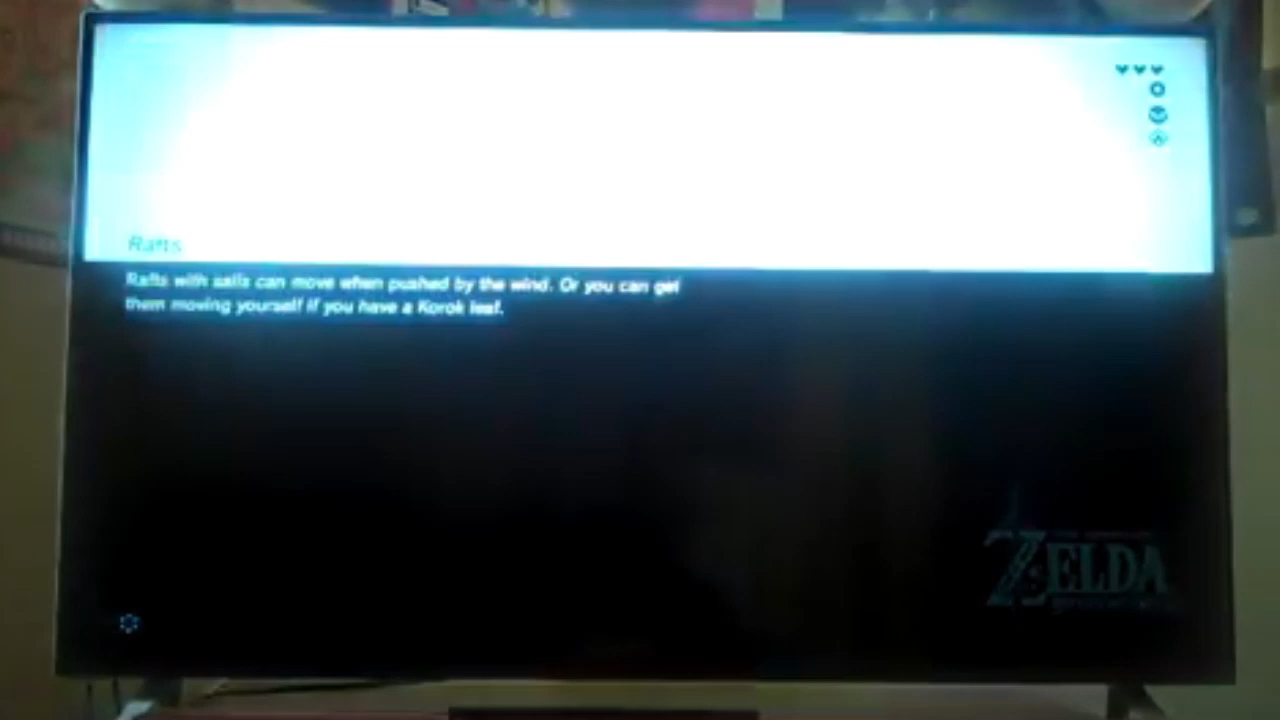 Rafts
Rafts with sails can move when pushed by the wind. Or you can get
them moving yourself if you have a Korok leaf.
ZELDA